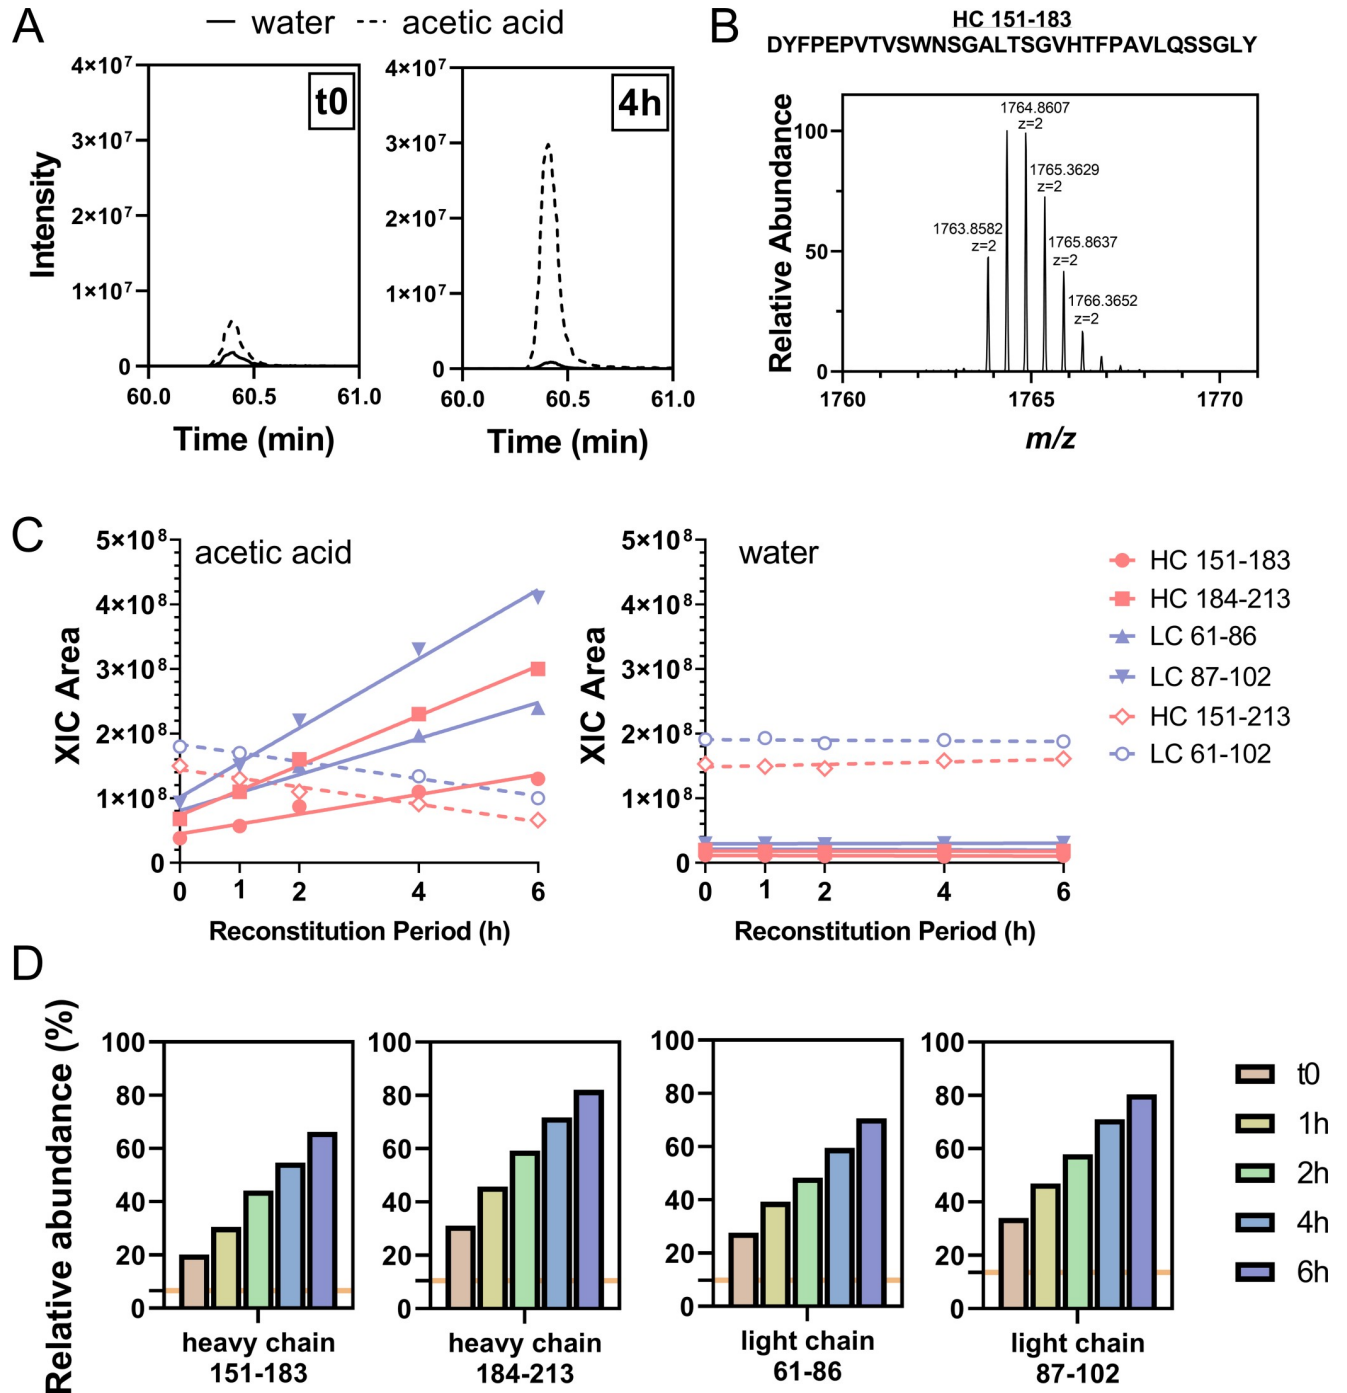 A
water
acetic acid
4×10⁷
3×10⁷
2×10⁷
1×10⁷
0
Intensity
t0
60.0
60.5
61.0
Time (min)
4×10⁷
3×10⁷
2×10⁷
1×10⁷
0
4h
60.0
60.5
61.0
Time (min)
B
HC 151-183
DYFPEPVTVSWNSGALTSGVHTFPAVLQSSGLY
Relative Abundance
100
50
0
1764.8607
z=2
1765.3629
z=2
1763.8582
z=2
1765.8637
z=2
1766.3652
z=2
1760
1765
1770
m/z
C
acetic acid
XIC Area
5×10⁸
4×10⁸
3×10⁸
2×10⁸
1×10⁸
0
0
1
2
4
6
Reconstitution Period (h)
water
XIC Area
5×10⁸
4×10⁸
3×10⁸
2×10⁸
1×10⁸
0
0
1
2
4
6
Reconstitution Period (h)
HC 151-183
HC 184-213
LC 61-86
LC 87-102
HC 151-213
LC 61-102
D
Relative abundance (%)
100
80
60
40
20
0
heavy chain
151-183
100
80
60
40
20
0
heavy chain
184-213
100
80
60
40
20
0
light chain
61-86
100
80
60
40
20
0
light chain
87-102
t0
1h
2h
4h
6h